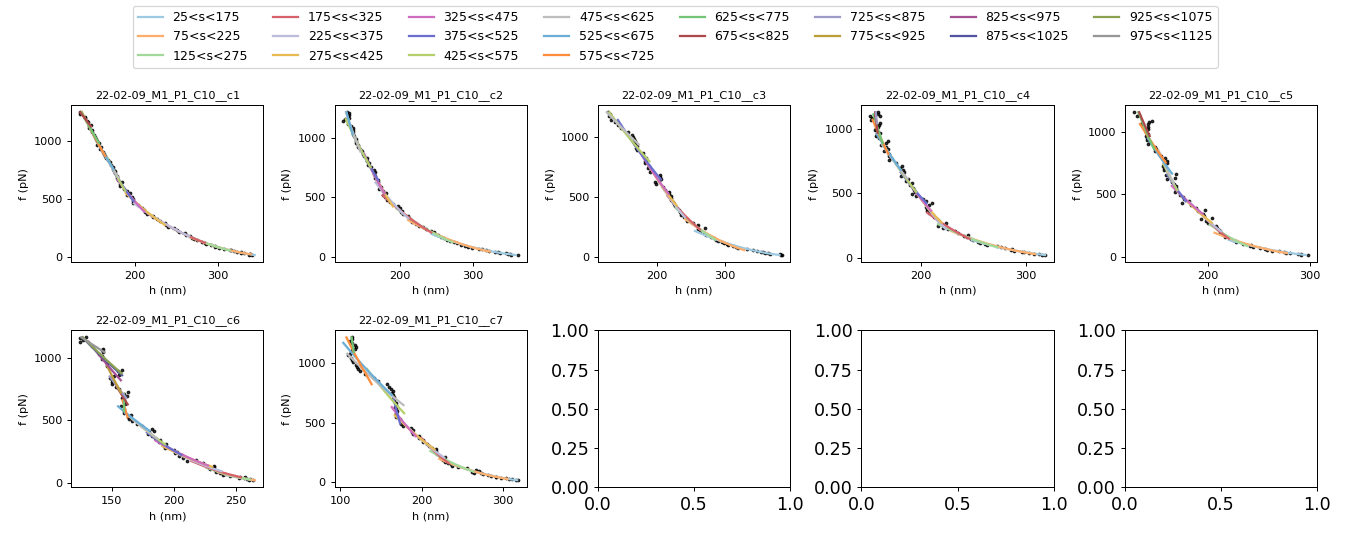 25<s<175 175<s<325 325<s<475 475<s<625 625<s<775 725<s<875 825<s<975 925<s<1075
75<s<225 225<s<375 375<s<525 525<s<675 675<s<825 775<s<925 875<s<1025 975<s<1125
125<s<275 275<s<425 425<s<575 575<s<725
22-02-09_M1_P1_C10__c1 22-02-09_M1_P1_C10__c2 22-02-09_M1_P1_C10__c3 22-02-09_M1_P1_C10__c4 22-02-09_M1_P1_C10__c5
f (pN) 1000 500 0
200 300
h (nm)
f (pN) 1000 500 0
200 300
h (nm)
f (pN) 1000 500 0
200 300
h (nm)
f (pN) 1000 500 0
200 300
h (nm)
f (pN) 1000 500 0
200 300
h (nm)
22-02-09_M1_P1_C10__c6 22-02-09_M1_P1_C10__c7
f (pN) 1000 500 0
150 200 250
h (nm)
f (pN) 1000 500 0
100 200 300
h (nm)
1.00 0.75 0.50 0.25 0.00
0.0 0.5 1.0
1.00 0.75 0.50 0.25 0.00
0.0 0.5 1.0
1.00 0.75 0.50 0.25 0.00
0.0 0.5 1.0